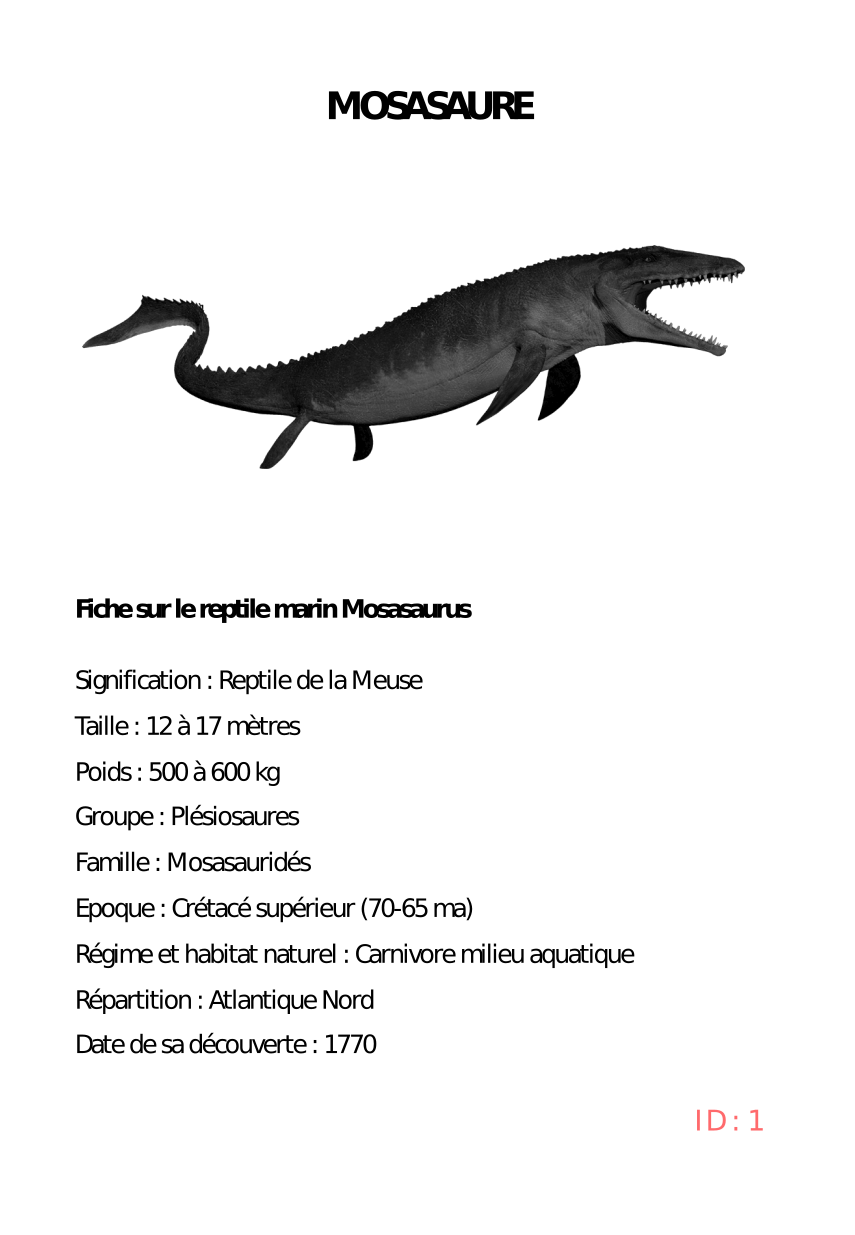 MOSASAURE
Fiche sur le reptile marin Mosasaurus
Signification : Reptile de la Meuse
Taille : 12 à 17 mètres
Poids : 500 à 600 kg
Groupe : Plésiosaures
Famille : Mosasauridés
Epoque : Crétacé supérieur (70-65 ma)
Régime et habitat naturel : Carnivore milieu aquatique
Répartition : Atlantique Nord
Date de sa découverte : 1770
ID : 1